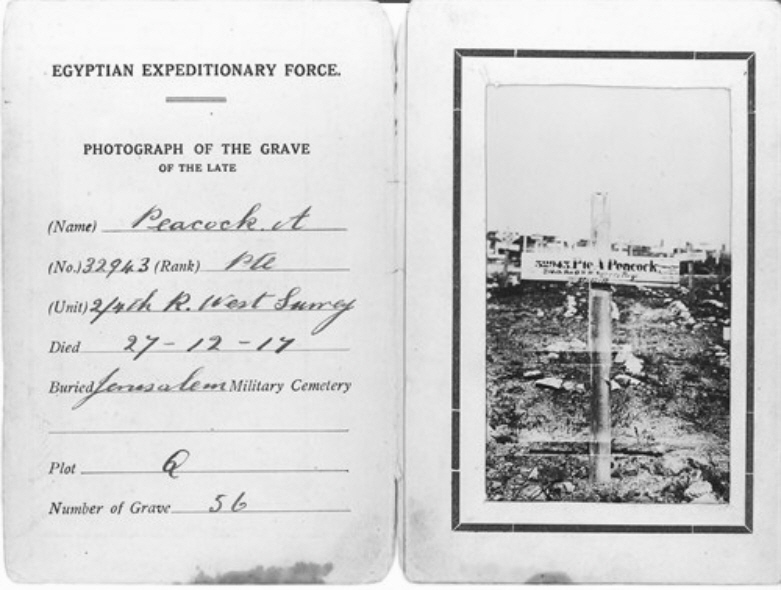 EGYPTIAN EXPEDITIONARY FORCE.
PHOTOGRAPH OF THE GRAVE
OF THE LATE
(Name) Peacock. A
(No.) 32943 (Rank) Pte
(Unit) 2/4th R. West Surrey
Died 27-12-17
Buried Jerusalem Military Cemetery
Plot Q
Number of Grave 56
32943 Pte A Peacock